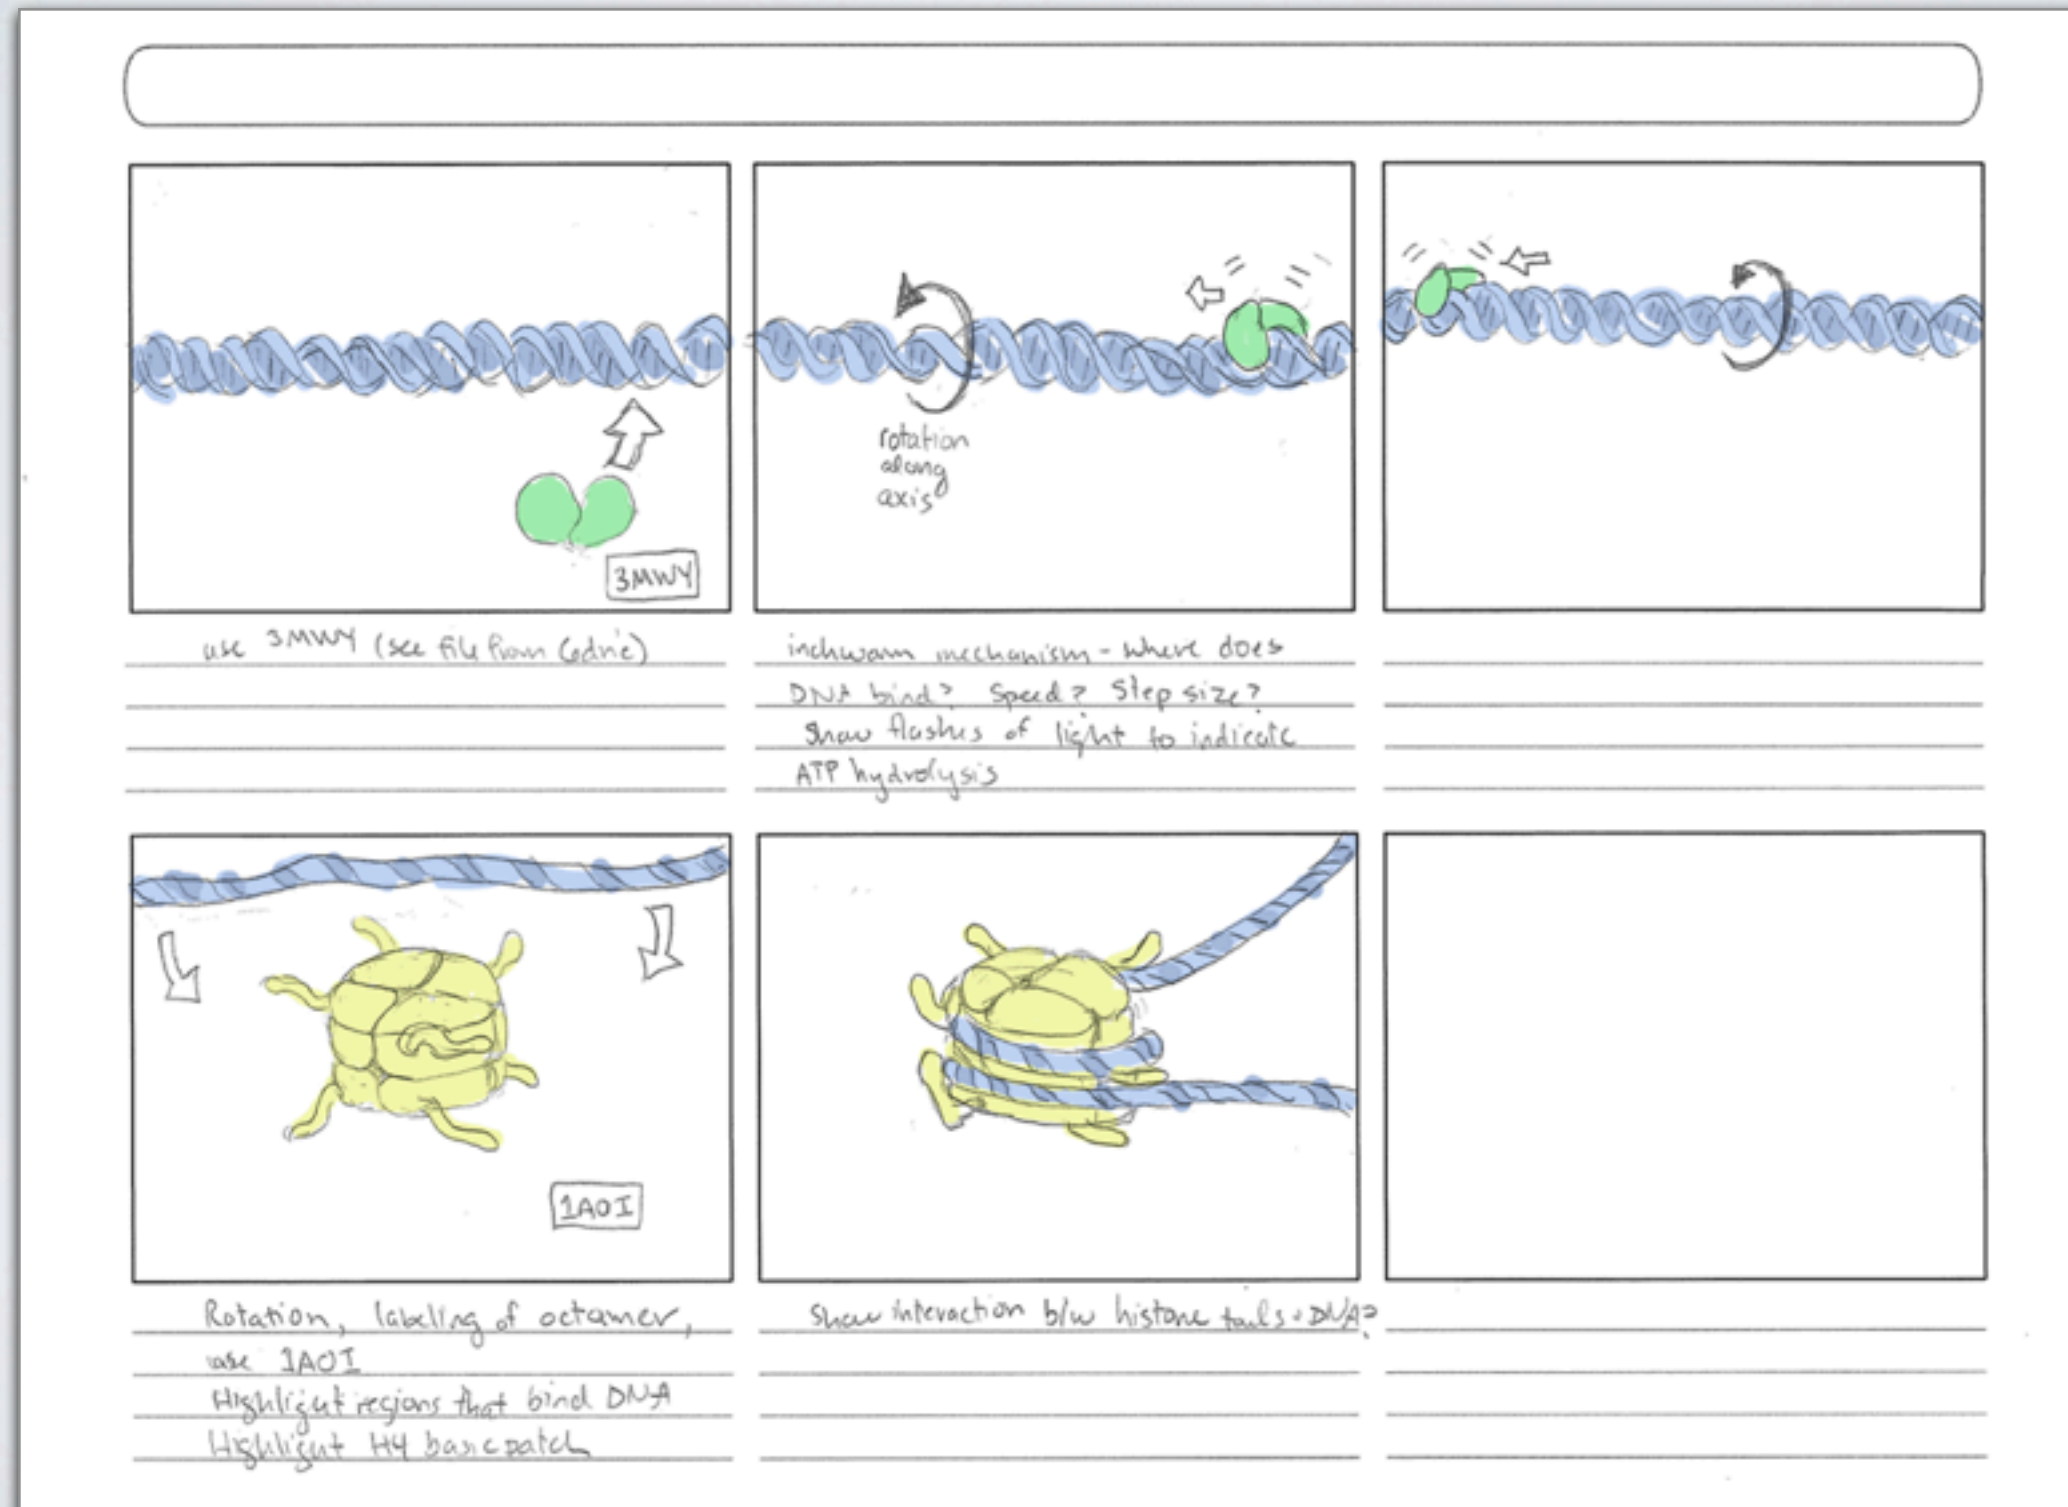 3MWY
use 3MWY (see file from Cedric)
rotation
along
axis
inchworm mechanism - where does
DNA bind? Speed? Step size?
Show flashes of light to indicate
ATP hydrolysis
1AOI
Rotation, labeling of octamer,
use 1AOI
Highlight regions that bind DNA
Highlight H4 basic patch
Show interaction b/w histone tails + DNA?